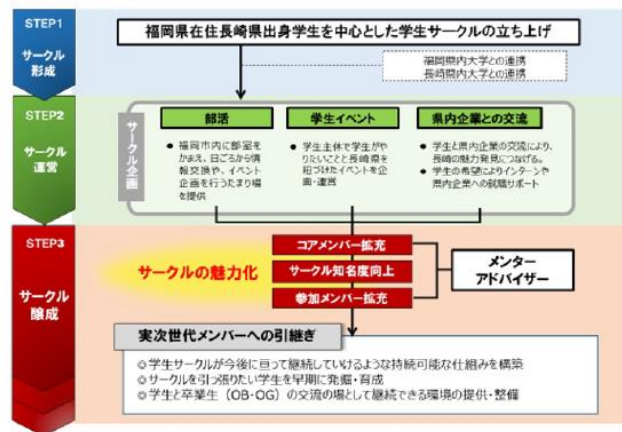 STEP1
サークル
形成
福岡県在住長崎県出身学生を中心とした学生サークルの立ち上げ
福岡県内大学との連携
長崎県内大学との連携
STEP2
サークル
運営
サークル企画
部活
● 福岡市内に部室を
かまえ、日ごろから情
報交換や、イベント
企画を行うたまり場
を提供
学生イベント
● 学生主体で学生がや
りたいことと長崎県を
紐づけたイベントを企
画・運営
県内企業との交流
● 学生と県内企業の交流により、
長崎の魅力発見につなげる。
● 学生の希望によりインターンや
県内企業への就職サポート
STEP3
サークル
醸成
サークルの魅力化
コアメンバー拡充
サークル知名度向上
参加メンバー拡充
メンター
アドバイザー
実次世代メンバーへの引継ぎ
◎学生サークルが今後に亘って継続していけるような持続可能な仕組みを構築
◎サークルを引っ張りたい学生を早期に発掘・育成
◎学生と卒業生（OB・OG）の交流の場として継続できる環境の提供・整備